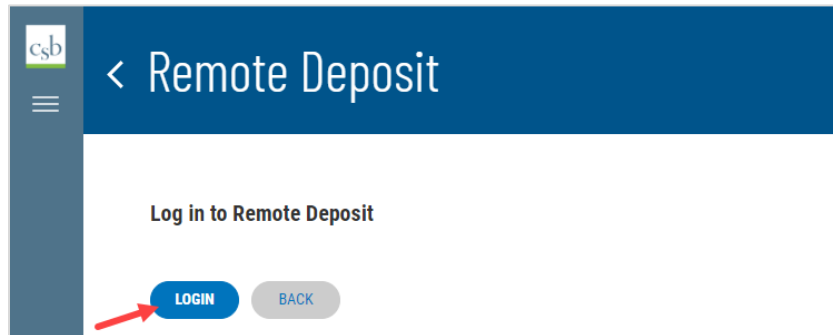 csb
< Remote Deposit
Log in to Remote Deposit
LOGIN BACK